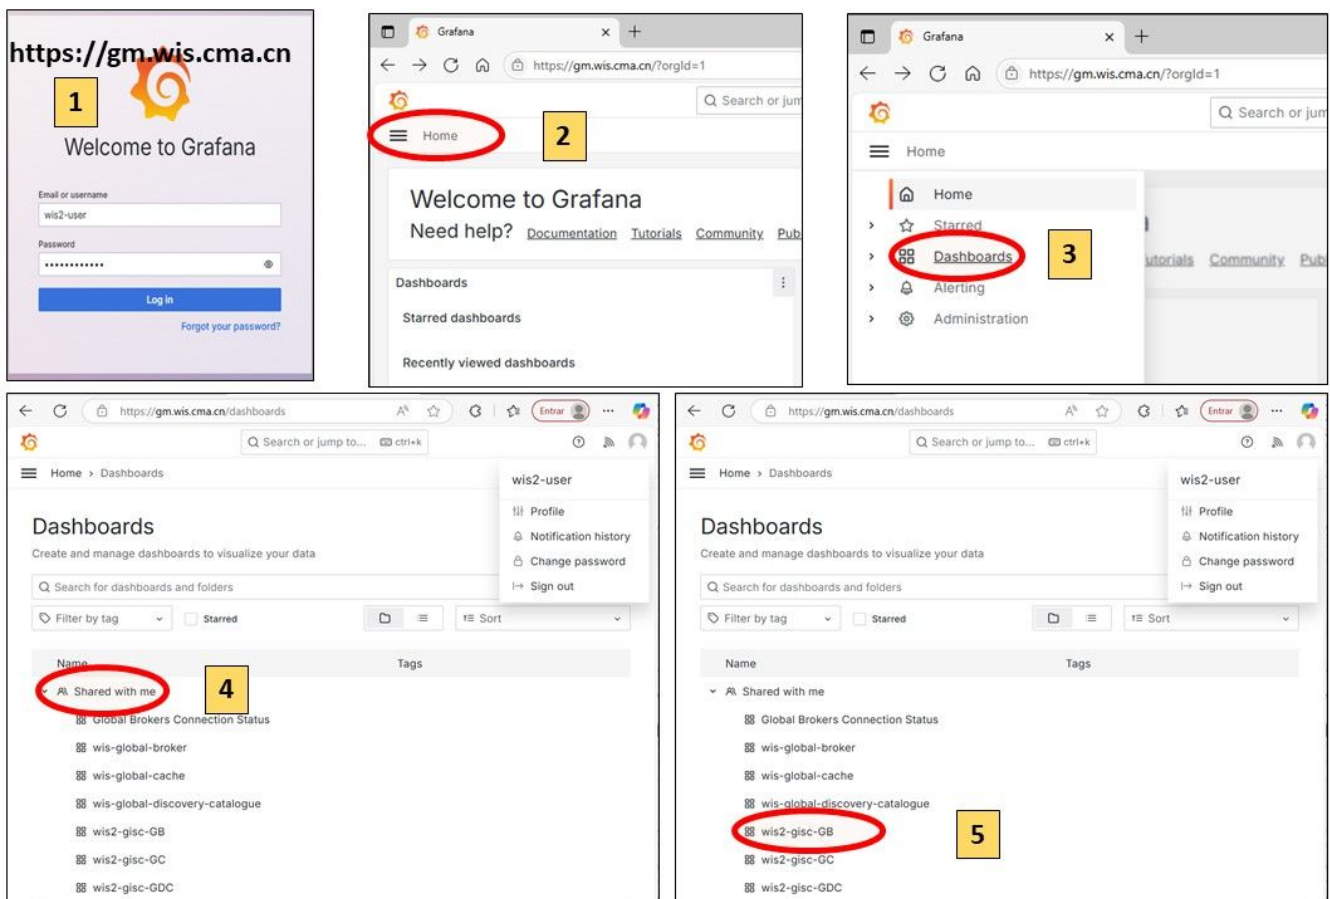 https://gm.wis.cma.cn
1
Welcome to Grafana
Email or username
wis2-user
Password
Log in
Forgot your password?
Grafana
https://gm.wis.cma.cn/?orgId=1
Search or jum
Home
2
Welcome to Grafana
Need help? Documentation Tutorials Community Pub
Dashboards
Starred dashboards
Recently viewed dashboards
Grafana
https://gm.wis.cma.cn/?orgId=1
Search or jum
Home
Home
Starred
Dashboards
3
utorials Community Pub
Alerting
Administration
https://gm.wis.cma.cn/dashboards
Entrar
Search or jump to... ctrl+k
Home > Dashboards
wis2-user
Profile
Notification history
Change password
Sign out
Dashboards
Create and manage dashboards to visualize your data
Search for dashboards and folders
Filter by tag
Starred
Sort
Name Tags
Shared with me
4
Global Brokers Connection Status
wis-global-broker
wis-global-cache
wis-global-discovery-catalogue
wis2-gisc-GB
wis2-gisc-GC
wis2-gisc-GDC
https://gm.wis.cma.cn/dashboards
Entrar
Search or jump to... ctrl+k
Home > Dashboards
wis2-user
Profile
Notification history
Change password
Sign out
Dashboards
Create and manage dashboards to visualize your data
Search for dashboards and folders
Filter by tag
Starred
Sort
Name Tags
Shared with me
Global Brokers Connection Status
wis-global-broker
wis-global-cache
wis-global-discovery-catalogue
wis2-gisc-GB
5
wis2-gisc-GC
wis2-gisc-GDC